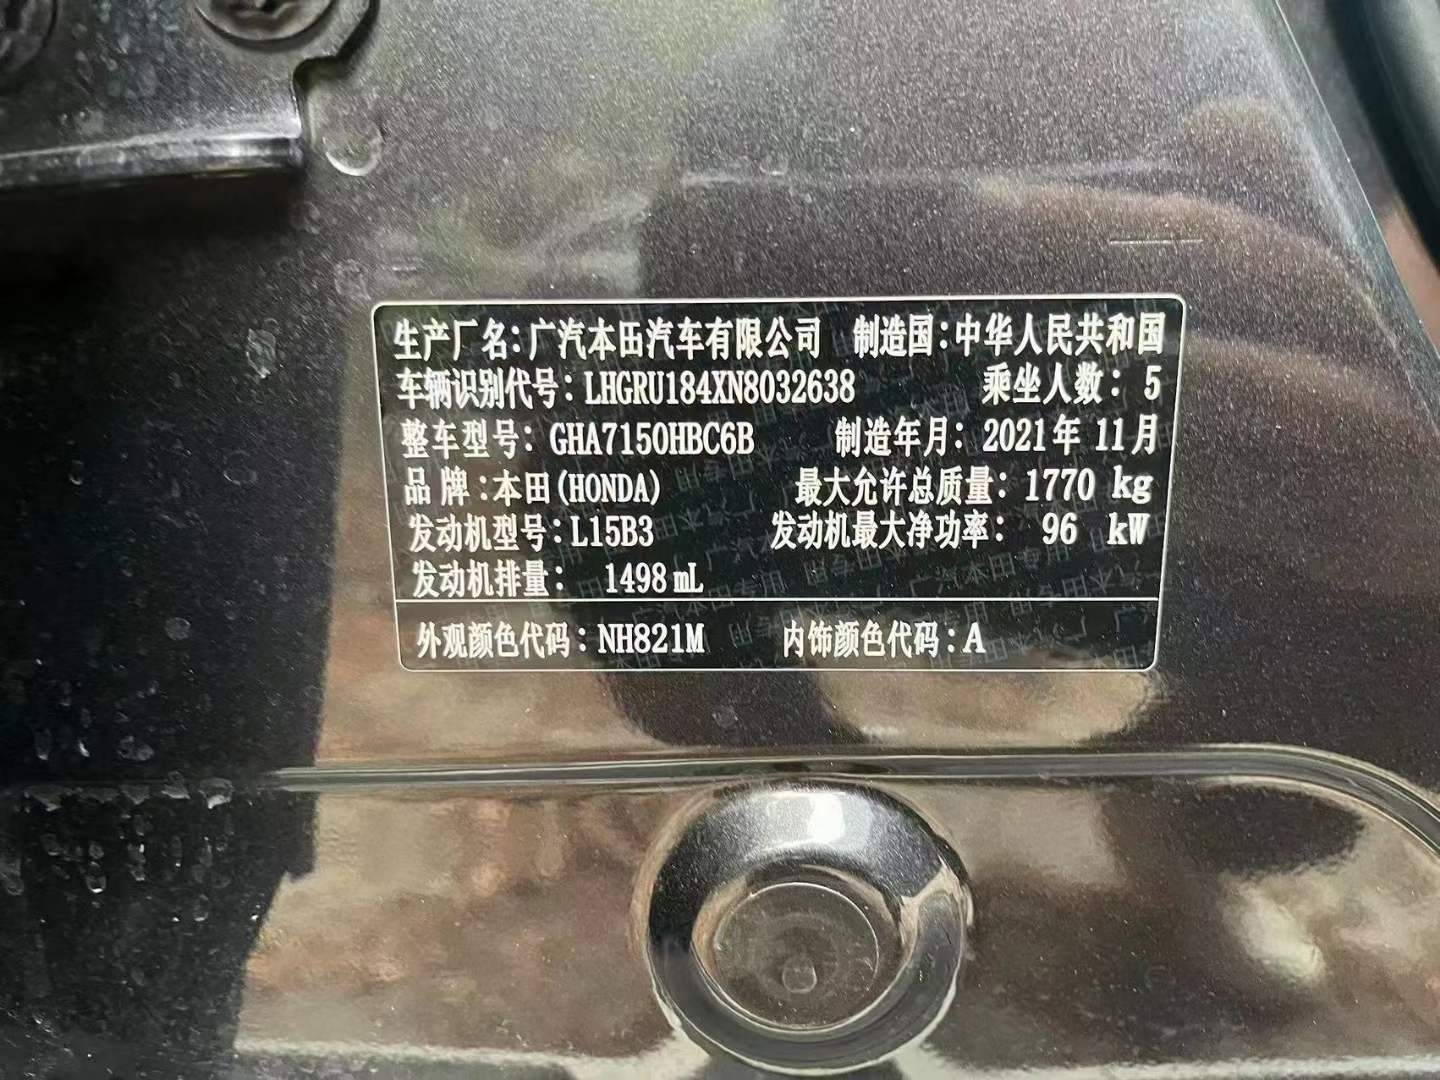 生产厂名:广汽本田汽车有限公司 制造国:中华人民共和国
车辆识别代号:LHGRU184XN8032638 乘坐人数:5
整车型号:GHA7150HBC6B 制造年月:2021年11月
品牌:本田(HONDA) 最大允许总质量:1770 kg
发动机型号:L15B3 发动机最大净功率: 96 kW
发动机排量: 1498 mL
外观颜色代码:NH821M 内饰颜色代码:A